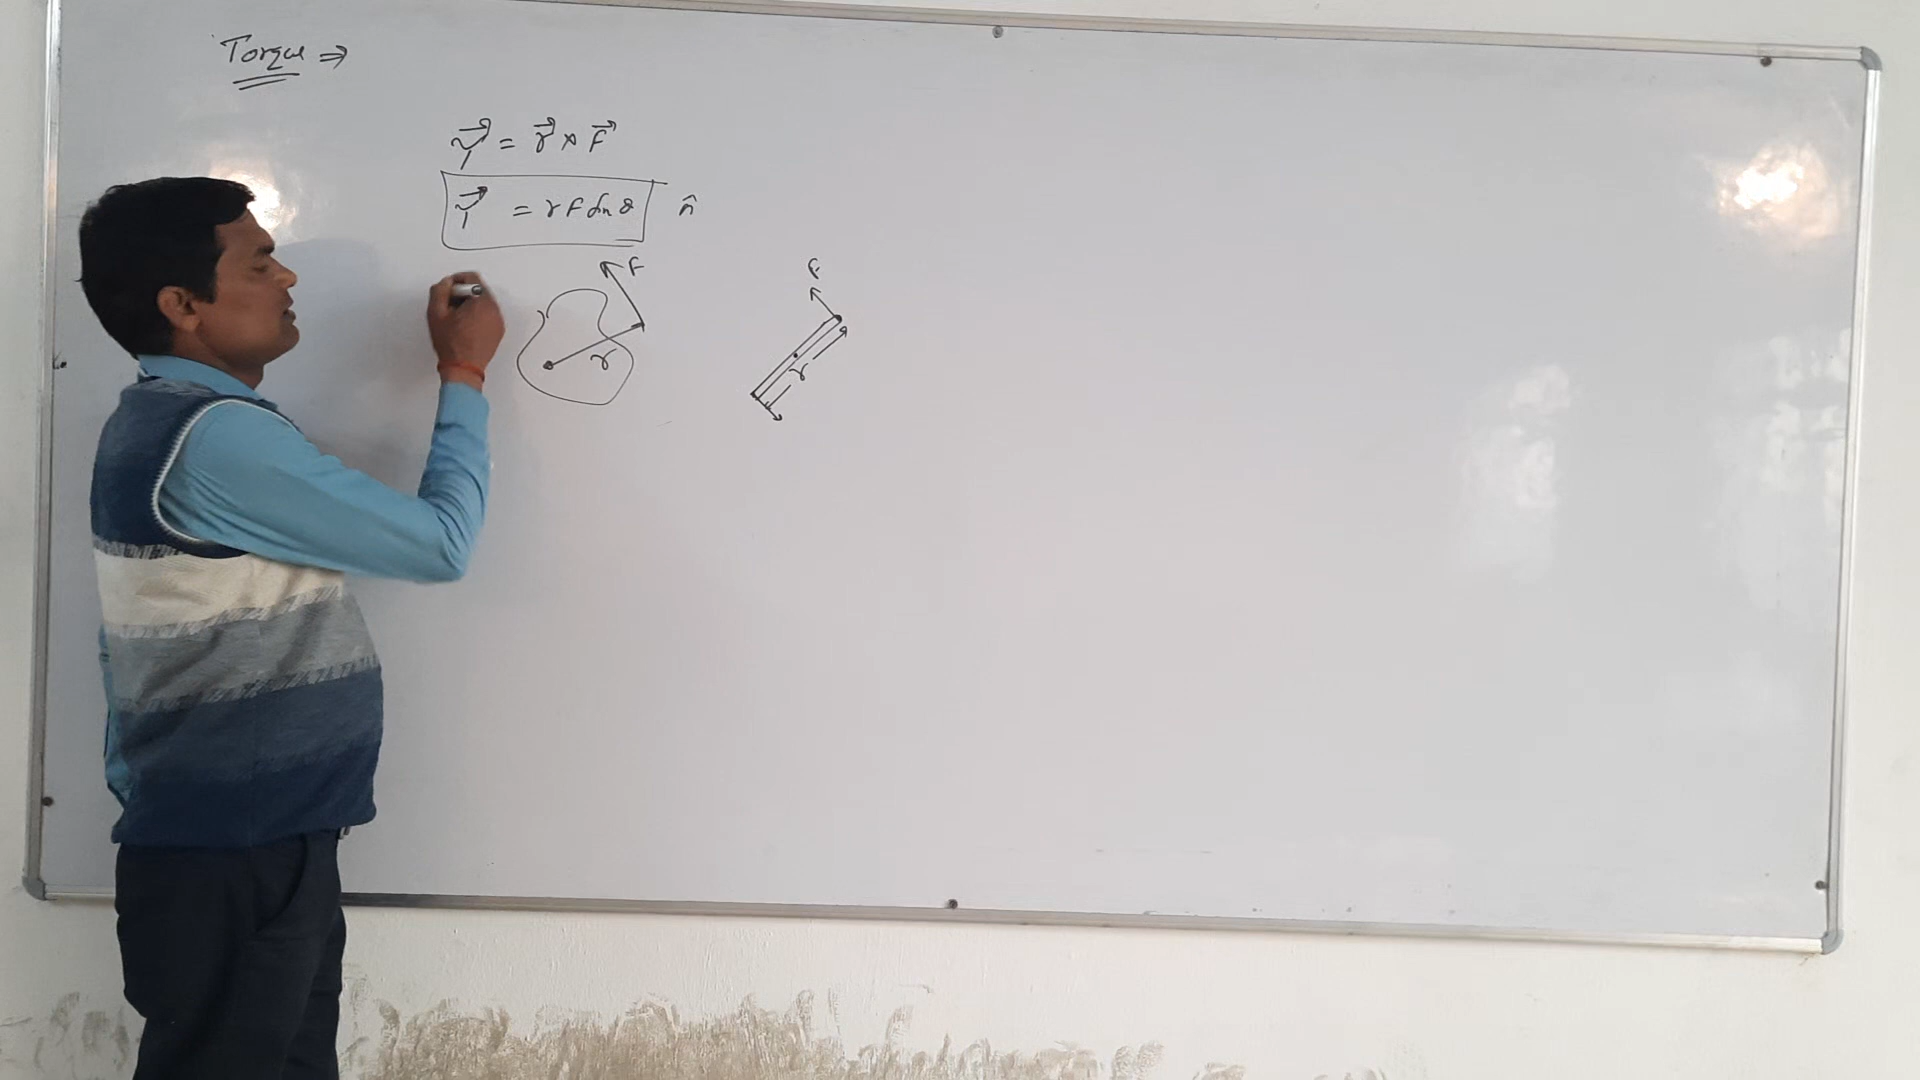 Torque ⇒
τ⃗ = r⃗ × F⃗
τ⃗ = r F sin θ n̂
F
r
F
r